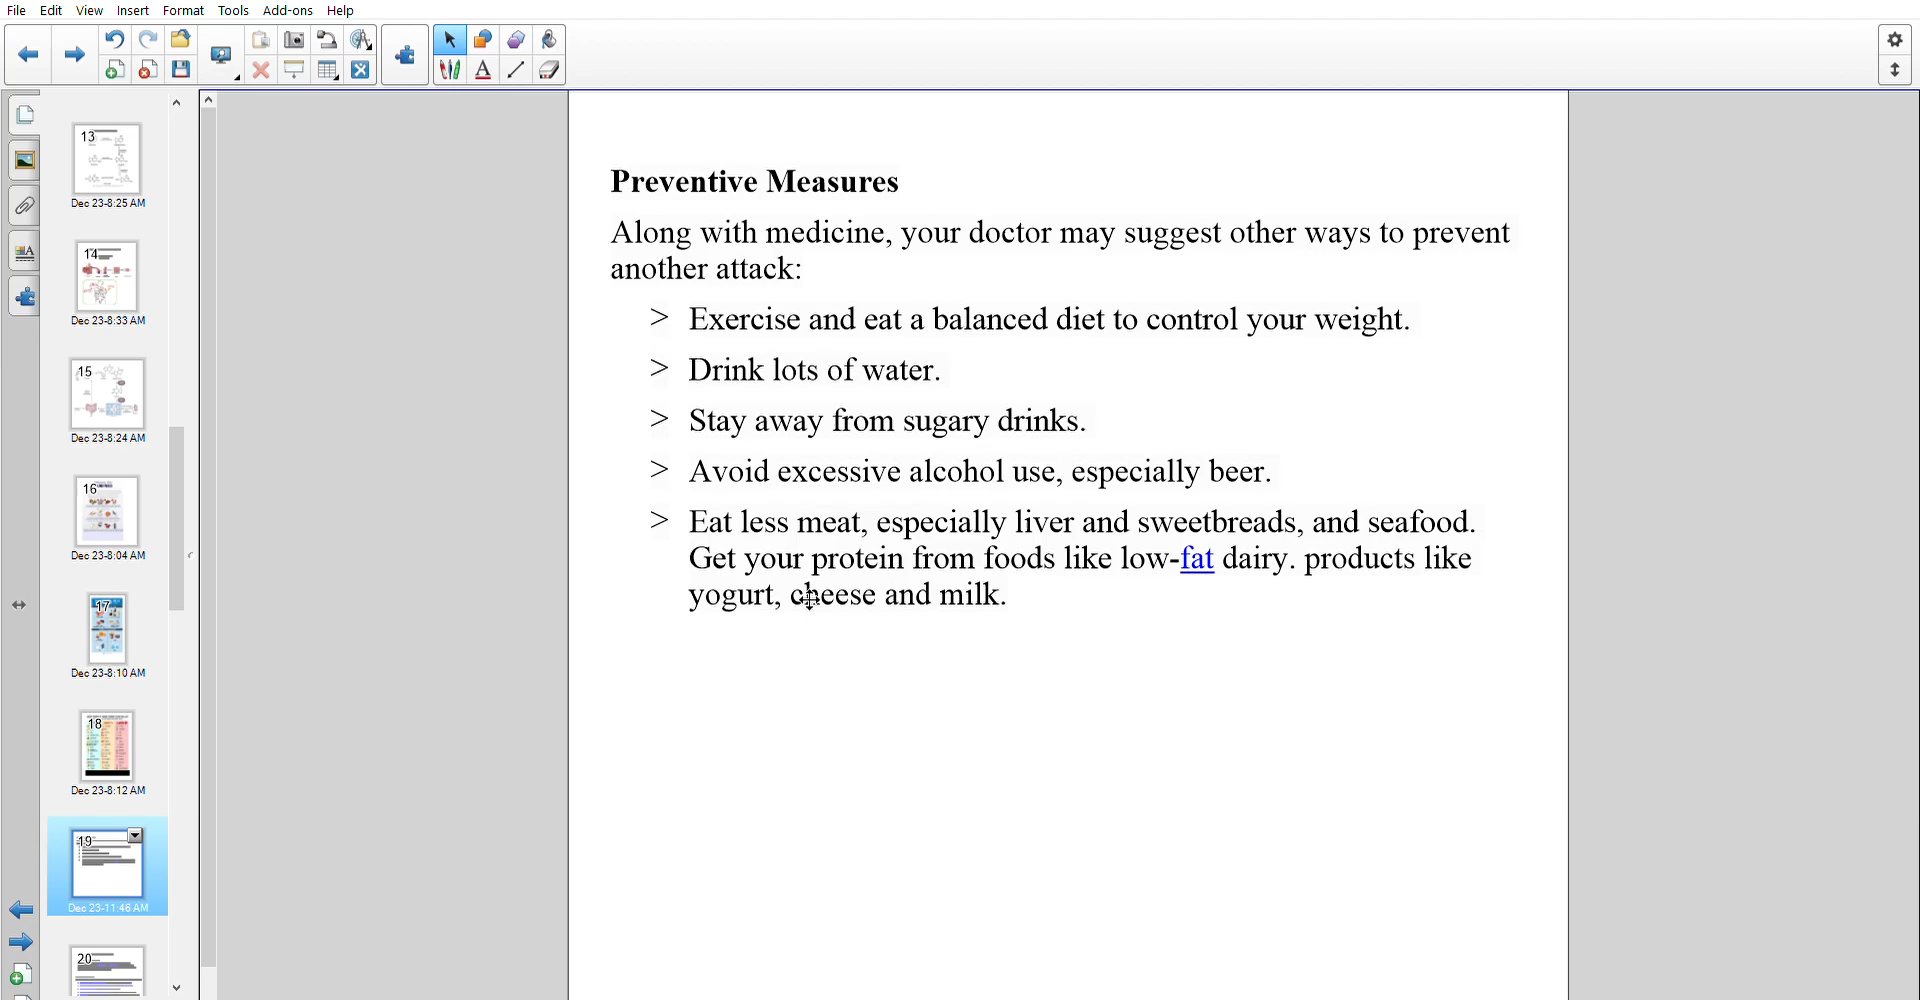 File Edit View Insert Format Tools Add-ons Help
13
Dec 23-8:25 AM
14
Dec 23-8:33 AM
15
Dec 23-8:24 AM
16
Dec 23-8:04 AM
17
Dec 23-8:10 AM
18
Dec 23-8:12 AM
19
Dec 23-11:46 AM
20
Preventive Measures
Along with medicine, your doctor may suggest other ways to prevent
another attack:
> Exercise and eat a balanced diet to control your weight.
> Drink lots of water.
> Stay away from sugary drinks.
> Avoid excessive alcohol use, especially beer.
> Eat less meat, especially liver and sweetbreads, and seafood.
Get your protein from foods like low-fat dairy. products like
yogurt, cheese and milk.